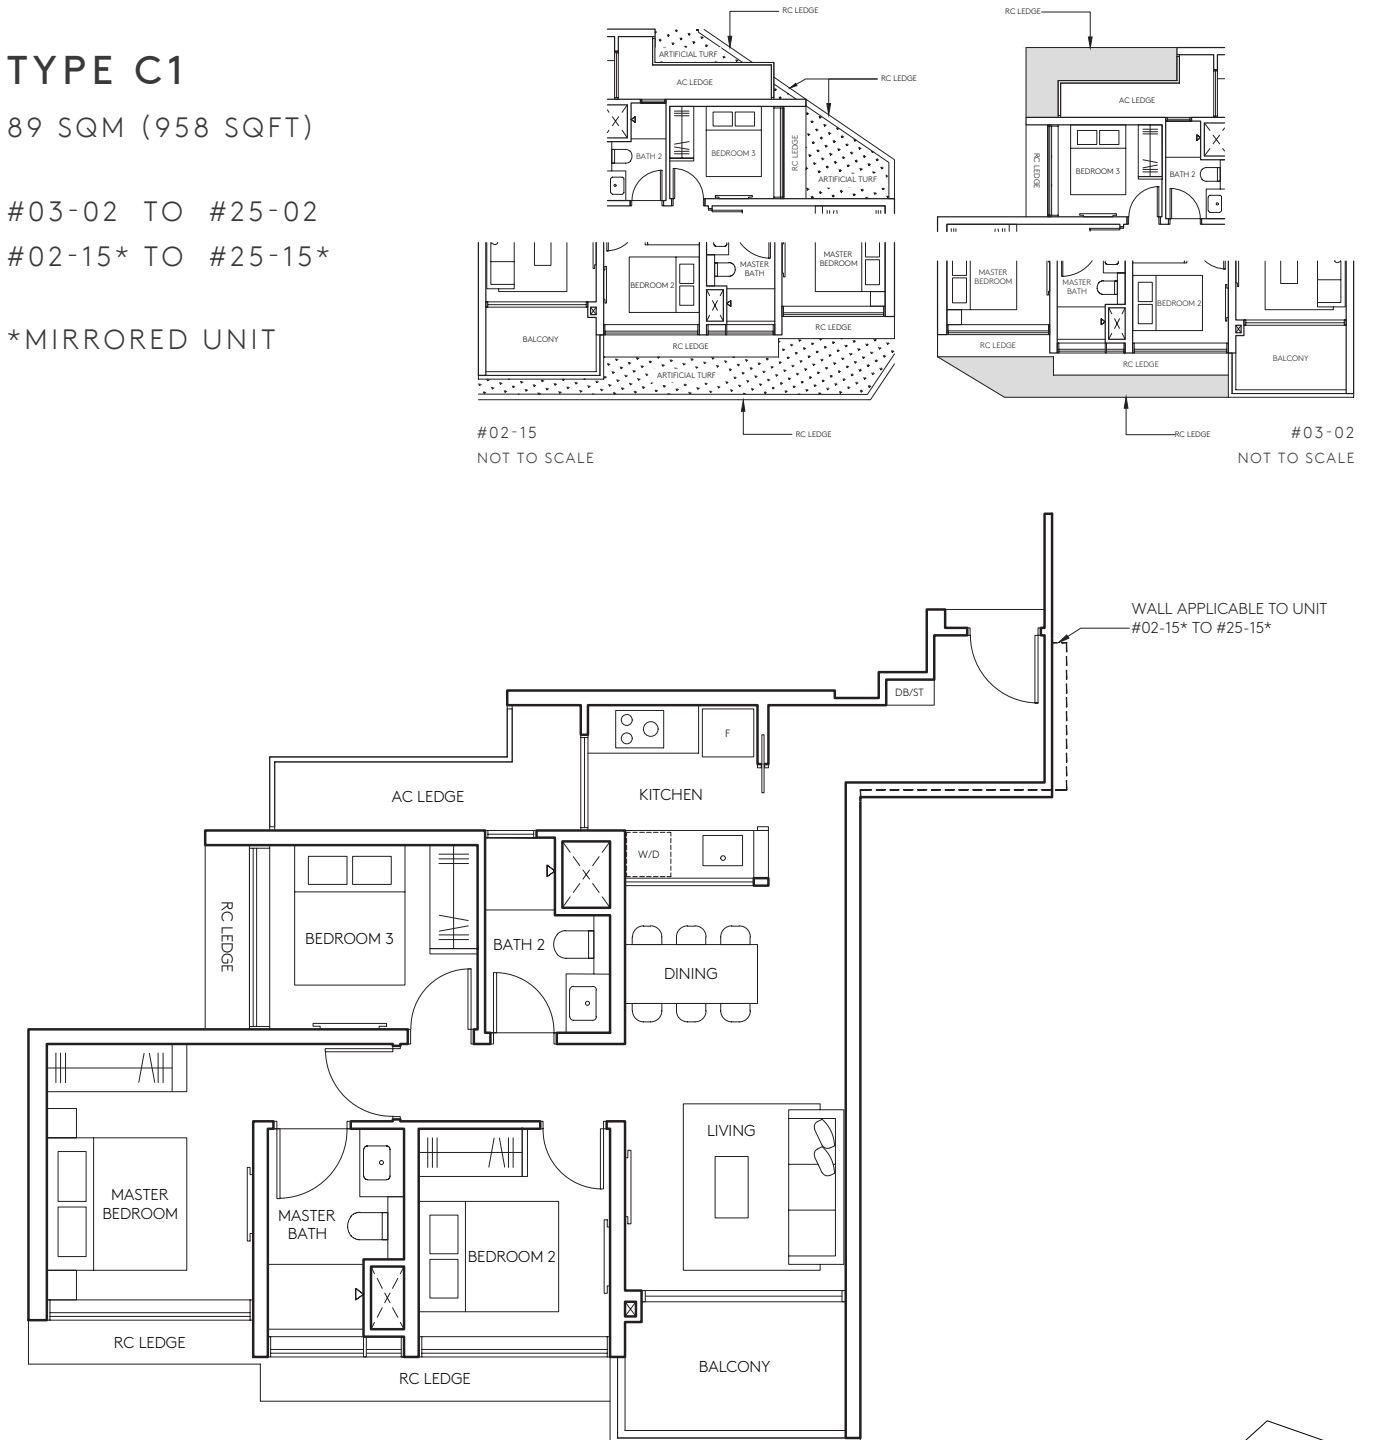 TYPE C1
89 SQM (958 SQFT)
#03-02 TO #25-02
#02-15* TO #25-15*
*MIRRORED UNIT
RC LEDGE
ARTIFICIAL TURF
AC LEDGE
RC LEDGE
BATH 2
BEDROOM 3
RC LEDGE
ARTIFICIAL TURF
BEDROOM 2
MASTER
BATH
MASTER
BEDROOM
BALCONY
RC LEDGE
RC LEDGE
ARTIFICIAL TURF
RC LEDGE
#02-15
NOT TO SCALE
RC LEDGE
AC LEDGE
RC LEDGE
BEDROOM 3
BATH 2
MASTER
BEDROOM
MASTER
BATH
BEDROOM 2
RC LEDGE
RC LEDGE
BALCONY
RC LEDGE
#03-02
NOT TO SCALE
WALL APPLICABLE TO UNIT
#02-15* TO #25-15*
DB/ST
F
KITCHEN
AC LEDGE
W/D
RC LEDGE
BEDROOM 3
BATH 2
DINING
LIVING
MASTER
BEDROOM
MASTER
BATH
BEDROOM 2
RC LEDGE
RC LEDGE
BALCONY